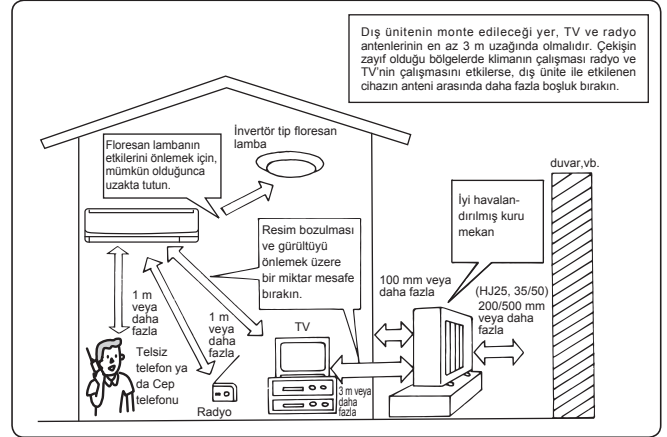 Dış ünitenin monte edileceği yer, TV ve radyo
antenlerinin en az 3 m uzağında olmalıdır. Çekişin
zayıf olduğu bölgelerde klimanın çalışması radyo ve
TV'nin çalışmasını etkilerse, dış ünite ile etkilenen
cihazın anteni arasında daha fazla boşluk bırakın.
Floresan lambanın
etkilerini önlemek için,
mümkün olduğunca
uzakta tutun.
İnvertör tip floresan
lamba
duvar,vb.
İyi havalan-
dırılmış kuru
mekan
Resim bozulması
ve gürültüyü
önlemek üzere
bir miktar mesafe
bırakın.
100 mm veya
daha fazla
(HJ25, 35/50)
200/500 mm
veya daha
fazla
1 m
veya
daha
fazla
1 m
veya
daha
fazla
TV
Telsiz
telefon ya
da Cep
telefonu
Radyo
3 m veya
daha
fazla